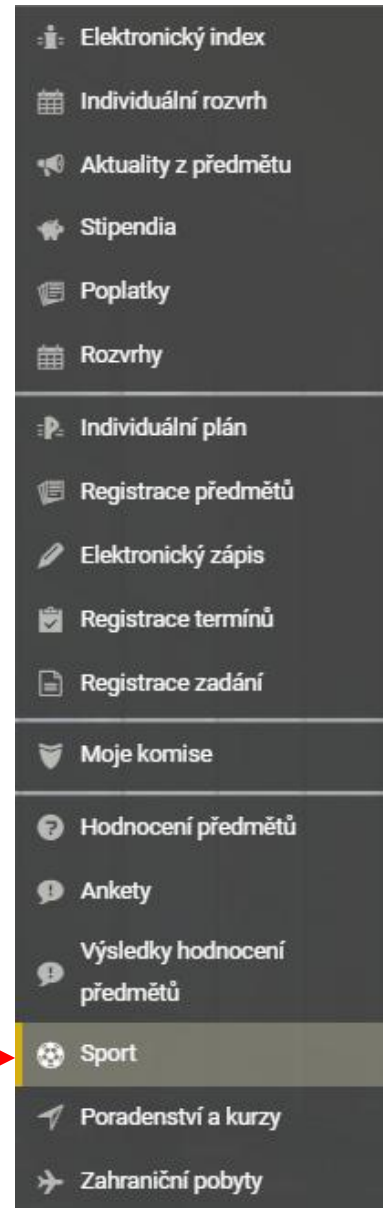 Elektronický index
Individuální rozvrh
Aktuality z předmětu
Stipendia
Poplatky
Rozvrhy
Individuální plán
Registrace předmětů
Elektronický zápis
Registrace termínů
Registrace zadání
Moje komise
Hodnocení předmětů
Ankety
Výsledky hodnocení
předmětů
Sport
Poradenství a kurzy
Zahraniční pobyty